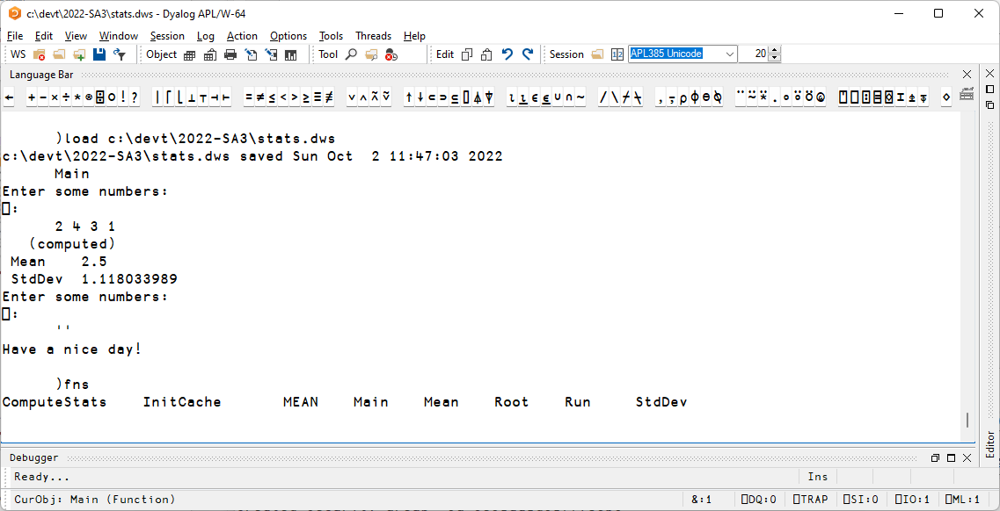 c:\devt\2022-SA3\stats.dws - Dyalog APL/W-64
File Edit View Window Session Log Action Options Tools Threads Help
WS Object Tool Edit Session APL385 Unicode 20
Language Bar
← + - × ÷ * ⍟ ⌹ ○ ! ? | ⌈ ⌊ ⊥ ⊤ ⊣ ⊢ = ≠ ≤ < > ≥ ≡ ≢ ∨ ∧ ⍲ ⍱ ↑ ↓ ⊂ ⊃ ⊆ ⌷ ⍋ ⍒ ⍳ ⍸ ∊ ⍷ ∪ ∩ ~ / \ ⌿ ⍀ , ⍪ ⍴ ⌽ ⊖ ⍉ ¨ ⍨ ⍣ . ∘ ⍤ ⍥ @ ⍞ ⎕ ⍠ ⌸ ⌺ ⌶ ⍎ ⍕ ⋄
)load c:\devt\2022-SA3\stats.dws
c:\devt\2022-SA3\stats.dws saved Sun Oct  2 11:47:03 2022
Main
Enter some numbers:
⎕:
2 4 3 1
(computed)
Mean 2.5
StdDev 1.118033989
Enter some numbers:
⎕:
''
Have a nice day!
)fns
ComputeStats InitCache MEAN Main Mean Root Run StdDev
Editor
Debugger
Ready...
Ins
CurObj: Main (Function)
&:1 ⎕DQ:0 ⎕TRAP ⎕SI:0 ⎕IO:1 ⎕ML:1